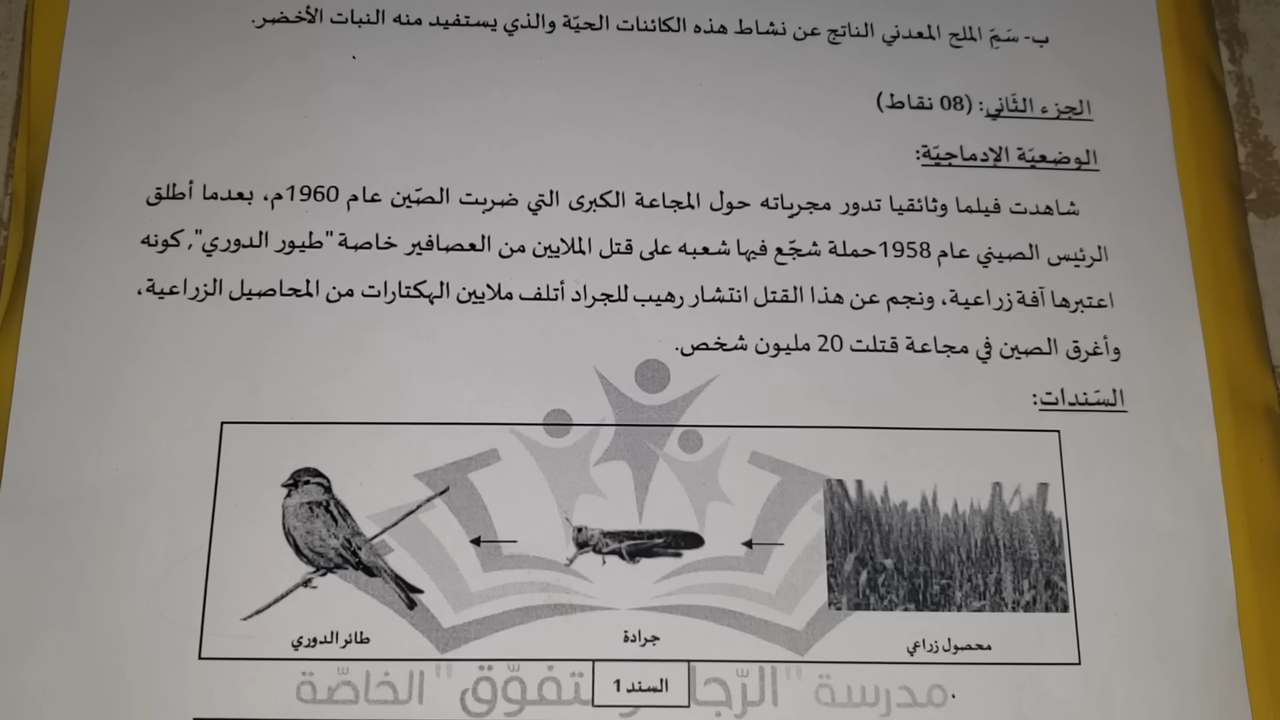 ب- سَمِّ الملح المعدني الناتج عن نشاط هذه الكائنات الحيّة والذي يستفيد منه النبات الأخضر.
الجزء الثّاني: (08 نقاط)
الوضعيّة الإدماجيّة:
شاهدت فيلما وثائقيا تدور مجرياته حول المجاعة الكبرى التي ضربت الصّين عام 1960م، بعدما أطلق
الرئيس الصيني عام 1958حملة شجّع فيها شعبه على قتل الملايين من العصافير خاصة "طيور الدوري", كونه
اعتبرها آفة زراعية، ونجم عن هذا القتل انتشار رهيب للجراد أتلف ملايين الهكتارات من المحاصيل الزراعية،
وأغرق الصين في مجاعة قتلت 20 مليون شخص.
السّندات:
محصول زراعي
جرادة
طائر الدوري
السند 1
مدرسة "الرّجا تفوّق" الخاصّة